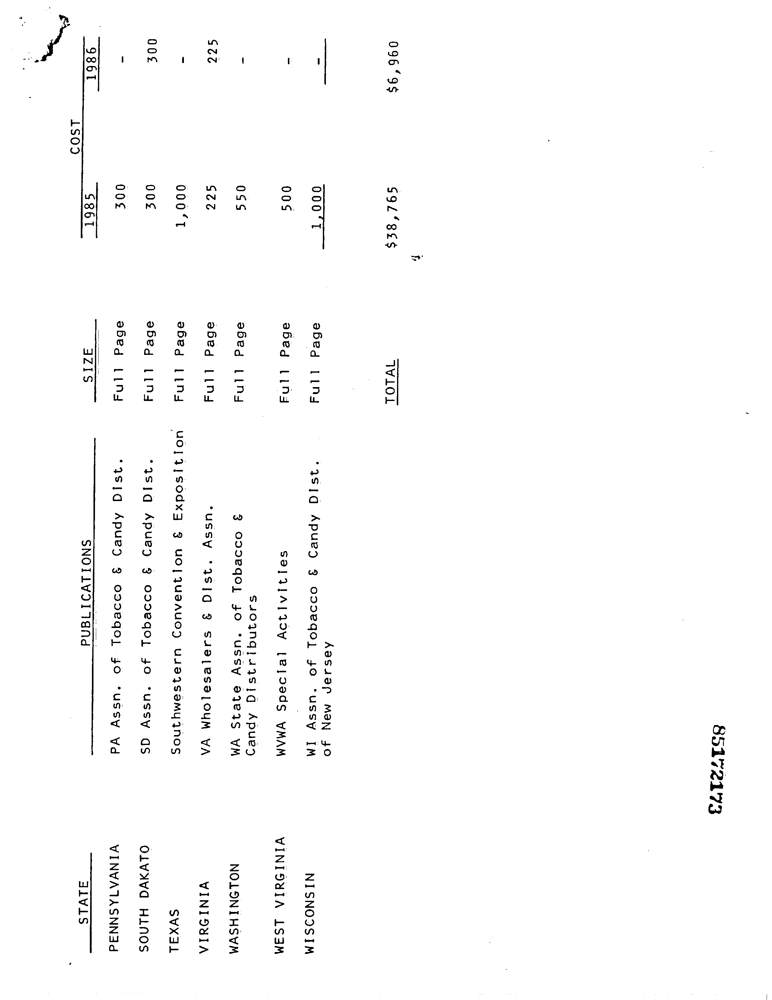 COST
STATE PUBLICATIONS SIZE 1985 1986
PENNSYLVANIA PA Assn. of Tobacco & Candy Dist. Full Page 300 -
SOUTH DAKATO SD Assn. of Tobacco & Candy Dist. Full Page 300 300
TEXAS Southwestern Convention & Exposition Full Page 1,000 -
VIRGINIA VA Wholesalers & Dist. Assn. Full Page 225 225
WASHINGTON WA State Assn. of Tobacco & Full Page 550 -
Candy Distributors
WEST VIRGINIA WVWA Special Activities Full Page 500 -
WISCONSIN WI Assn. of Tobacco & Candy Dist. Full Page 1,000 -
of New Jersey
TOTAL $38,765 $6,960
85172173